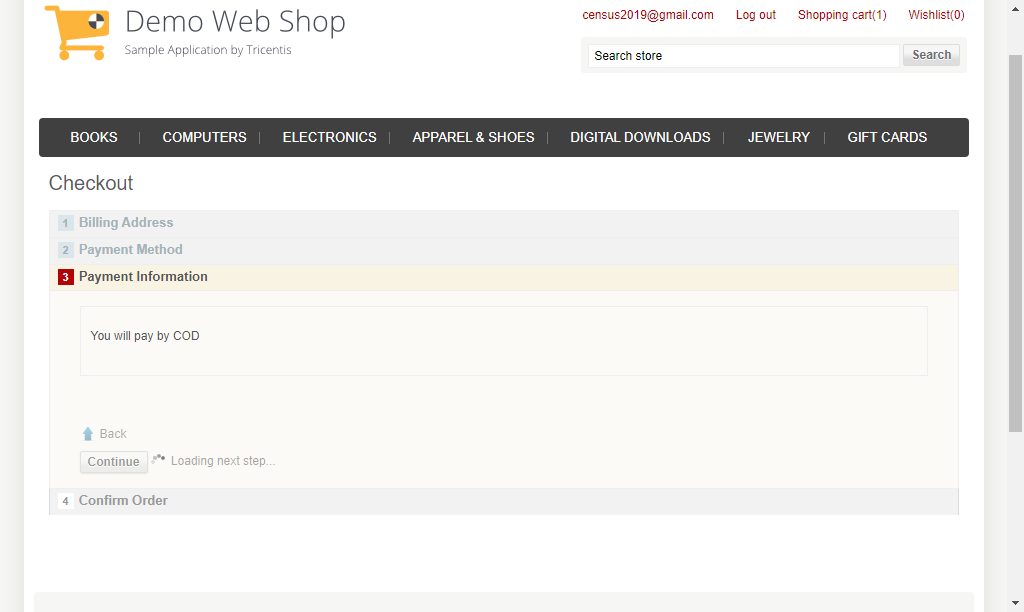 Demo Web Shop
Sample Application by Tricentis
census2019@gmail.com Log out Shopping cart(1) Wishlist(0)
Search store Search
BOOKS COMPUTERS ELECTRONICS APPAREL & SHOES DIGITAL DOWNLOADS JEWELRY GIFT CARDS
Checkout
1 Billing Address
2 Payment Method
3 Payment Information
You will pay by COD
Back
Continue Loading next step...
4 Confirm Order